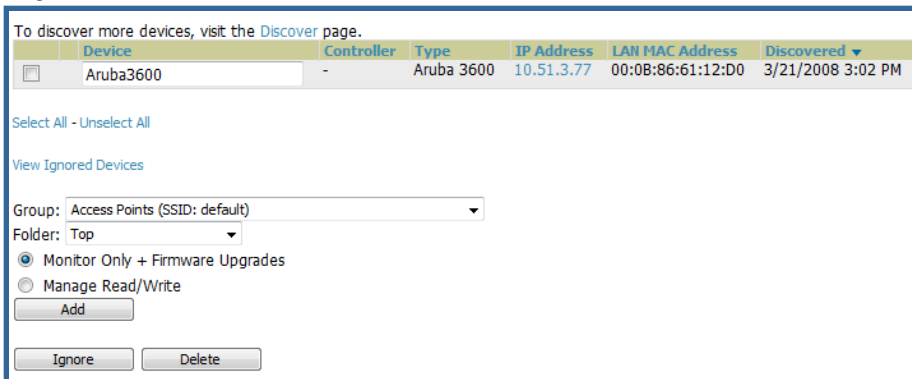 To discover more devices, visit the Discover page.
Device Controller Type IP Address LAN MAC Address Discovered
Aruba3600 - Aruba 3600 10.51.3.77 00:0B:86:61:12:D0 3/21/2008 3:02 PM
Select All - Unselect All
View Ignored Devices
Group: Access Points (SSID: default)
Folder: Top
Monitor Only + Firmware Upgrades
Manage Read/Write
Add
Ignore Delete